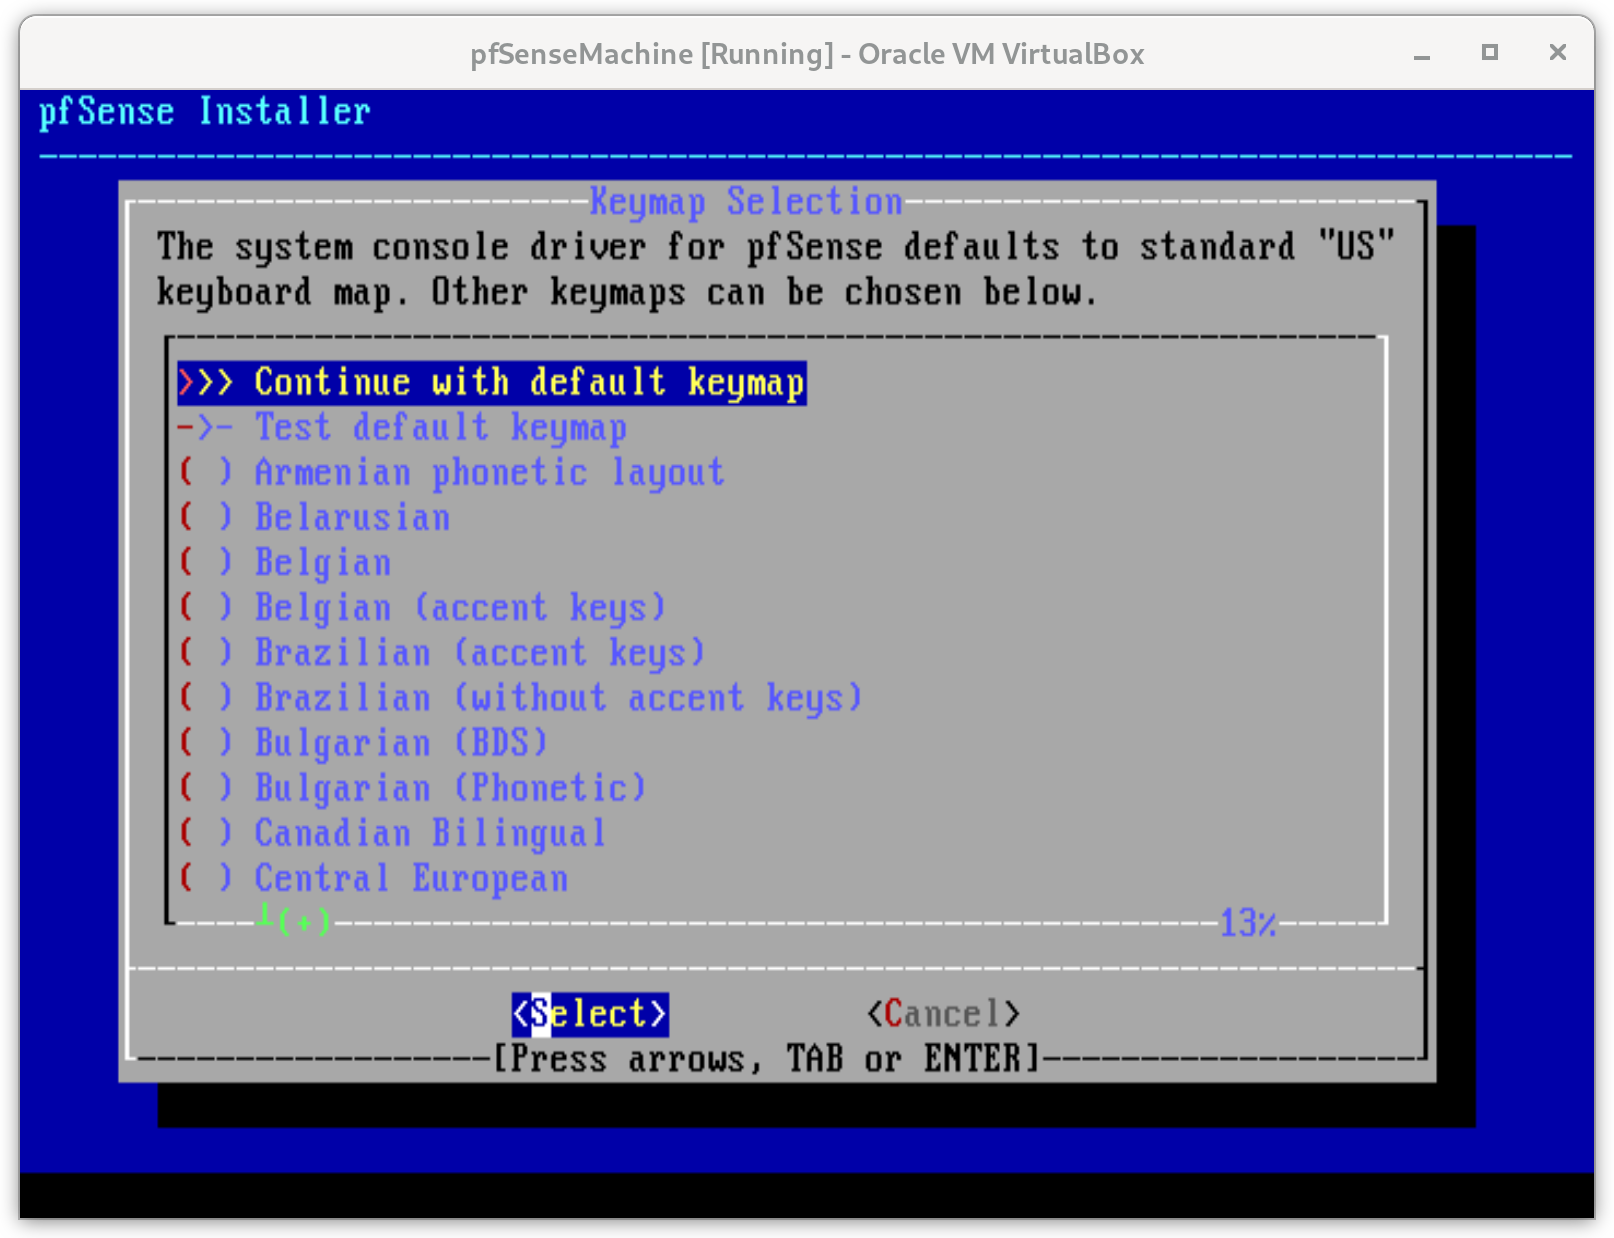 pfSenseMachine [Running] - Oracle VM VirtualBox
pfSense Installer
Keymap Selection
The system console driver for pfSense defaults to standard "US"
keyboard map. Other keymaps can be chosen below.
>>> Continue with default keymap
->- Test default keymap
( ) Armenian phonetic layout
( ) Belarusian
( ) Belgian
( ) Belgian (accent keys)
( ) Brazilian (accent keys)
( ) Brazilian (without accent keys)
( ) Bulgarian (BDS)
( ) Bulgarian (Phonetic)
( ) Canadian Bilingual
( ) Central European
┴(+) 13%
<Select> <Cancel>
[Press arrows, TAB or ENTER]